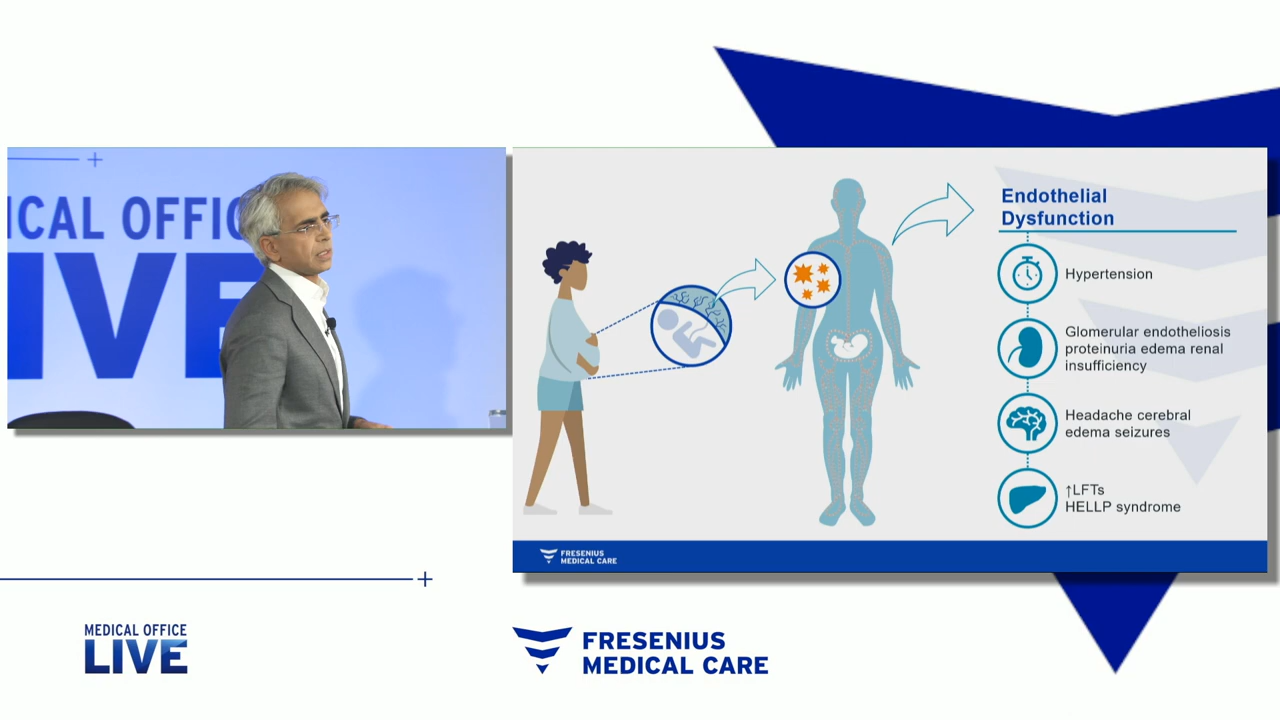 ICAL OFFIC
IVE
Endothelial
Dysfunction
Hypertension
Glomerular endotheliosis
proteinuria edema renal
insufficiency
Headache cerebral
edema seizures
↑LFTs
HELLP syndrome
FRESENIUS
MEDICAL CARE
MEDICAL OFFICE
LIVE
FRESENIUS
MEDICAL CARE